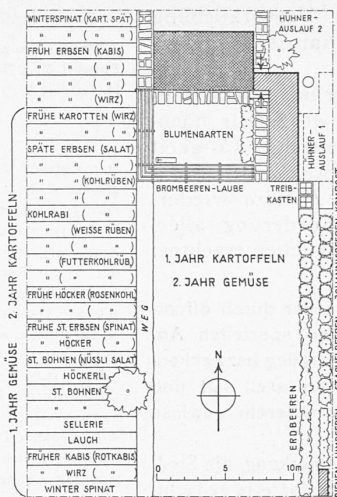 WINTERSPINAT (KART. SPÄT)
" " ( " " )
FRÜH ERBSEN (KABIS)
" " ( " )
" " (WIRZ)
FRÜHE KAROTTEN (WIRZ)
" " ( " )
SPÄTE ERBSEN (SALAT)
" " ( " )
" " (KOHLRÜBEN)
" " ( " )
KOHLRABI ( " )
" (WEISSE RÜBEN)
" ( " )
" (FUTTERKOHLRÜB.)
" ( " )
FRÜHE HÖCKER (ROSENKOHL)
" " ( " )
FRÜHE ST. ERBSEN (SPINAT)
HÖCKER ( " )
ST. BOHNEN (NÜSSLI SALAT)
HÖCKERLI
ST. BOHNEN
" "
SELLERIE
LAUCH
FRÜHER KABIS (ROTKABIS)
" WIRZ ( " )
WINTER SPINAT
1. JAHR GEMÜSE 2. JAHR KARTOFFELN
WEG
HÜHNER-
AUSLAUF 2
BLUMENGARTEN
HÜHNER-
AUSLAUF 1
BROMBEEREN-LAUBE
TREIB-
KASTEN
1. JAHR KARTOFFELN
2. JAHR GEMÜSE
N
0 5 10m
ERDBEEREN